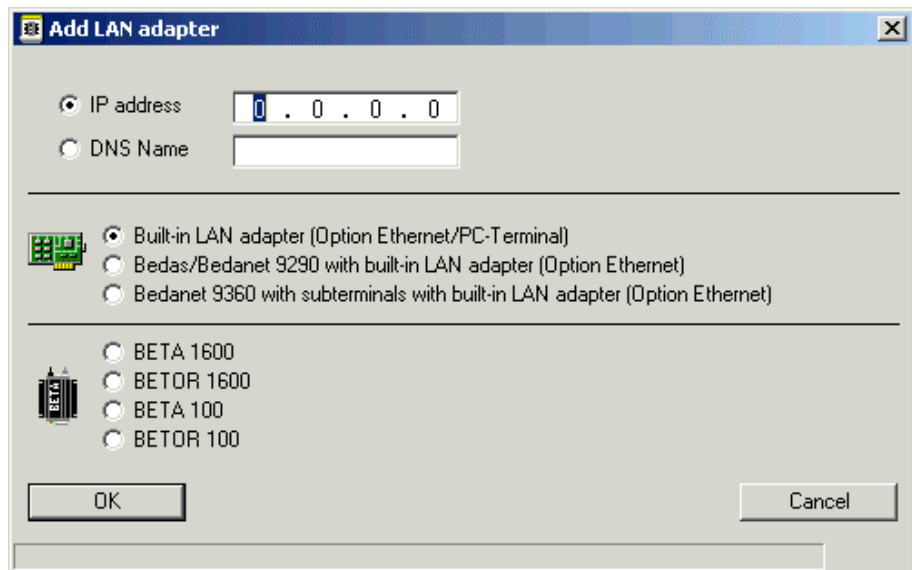 Add LAN adapter
IP address 0 . 0 . 0 . 0
DNS Name
Built-in LAN adapter (Option Ethernet/PC-Terminal)
Bedas/Bedanet 9290 with built-in LAN adapter (Option Ethernet)
Bedanet 9360 with subterminals with built-in LAN adapter (Option Ethernet)
BETA
BETA 1600
BETOR 1600
BETA 100
BETOR 100
OK Cancel